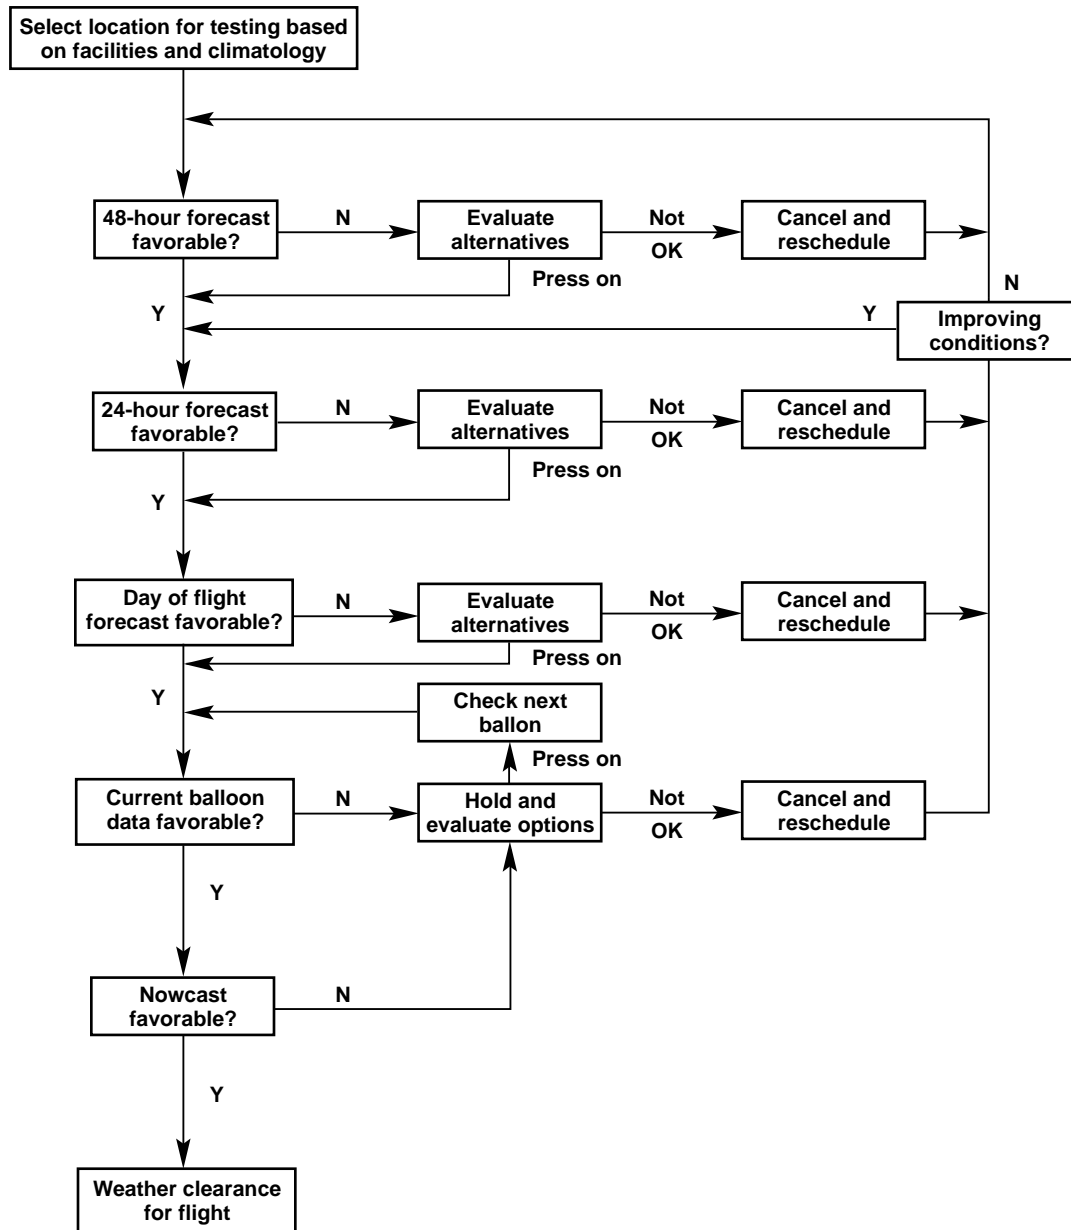 Select location for testing based
on facilities and climatology
48-hour forecast
favorable?
N
Evaluate
alternatives
Not
OK
Cancel and
reschedule
Press on
N
Y
Y
Improving
conditions?
24-hour forecast
favorable?
N
Evaluate
alternatives
Not
OK
Cancel and
reschedule
Press on
Y
Day of flight
forecast favorable?
N
Evaluate
alternatives
Not
OK
Cancel and
reschedule
Press on
Y
Check next
ballon
Press on
Current balloon
data favorable?
N
Hold and
evaluate options
Not
OK
Cancel and
reschedule
Y
Nowcast
favorable?
N
Y
Weather clearance
for flight